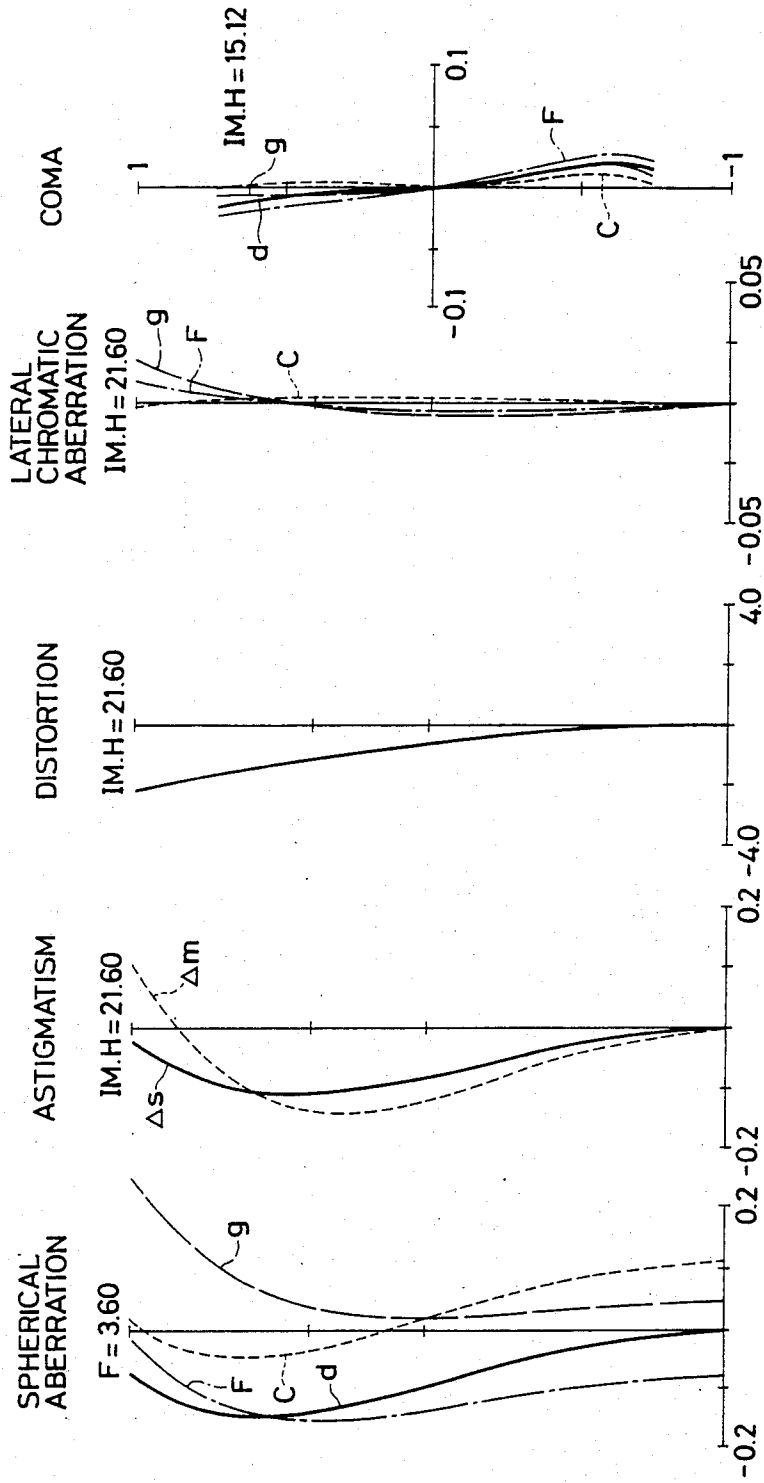 SPHERICAL
ABERRATION
F = 3.60
g
F
C
d
-0.2
0.2
ASTIGMATISM
IM.H = 21.60
Δs
Δm
-0.2
0.2
DISTORTION
IM.H = 21.60
-4.0
4.0
LATERAL
CHROMATIC
ABERRATION
IM.H = 21.60
g
F
C
-0.05
0.05
COMA
IM.H = 15.12
1
g
d
-0.1
0.1
F
C
-1